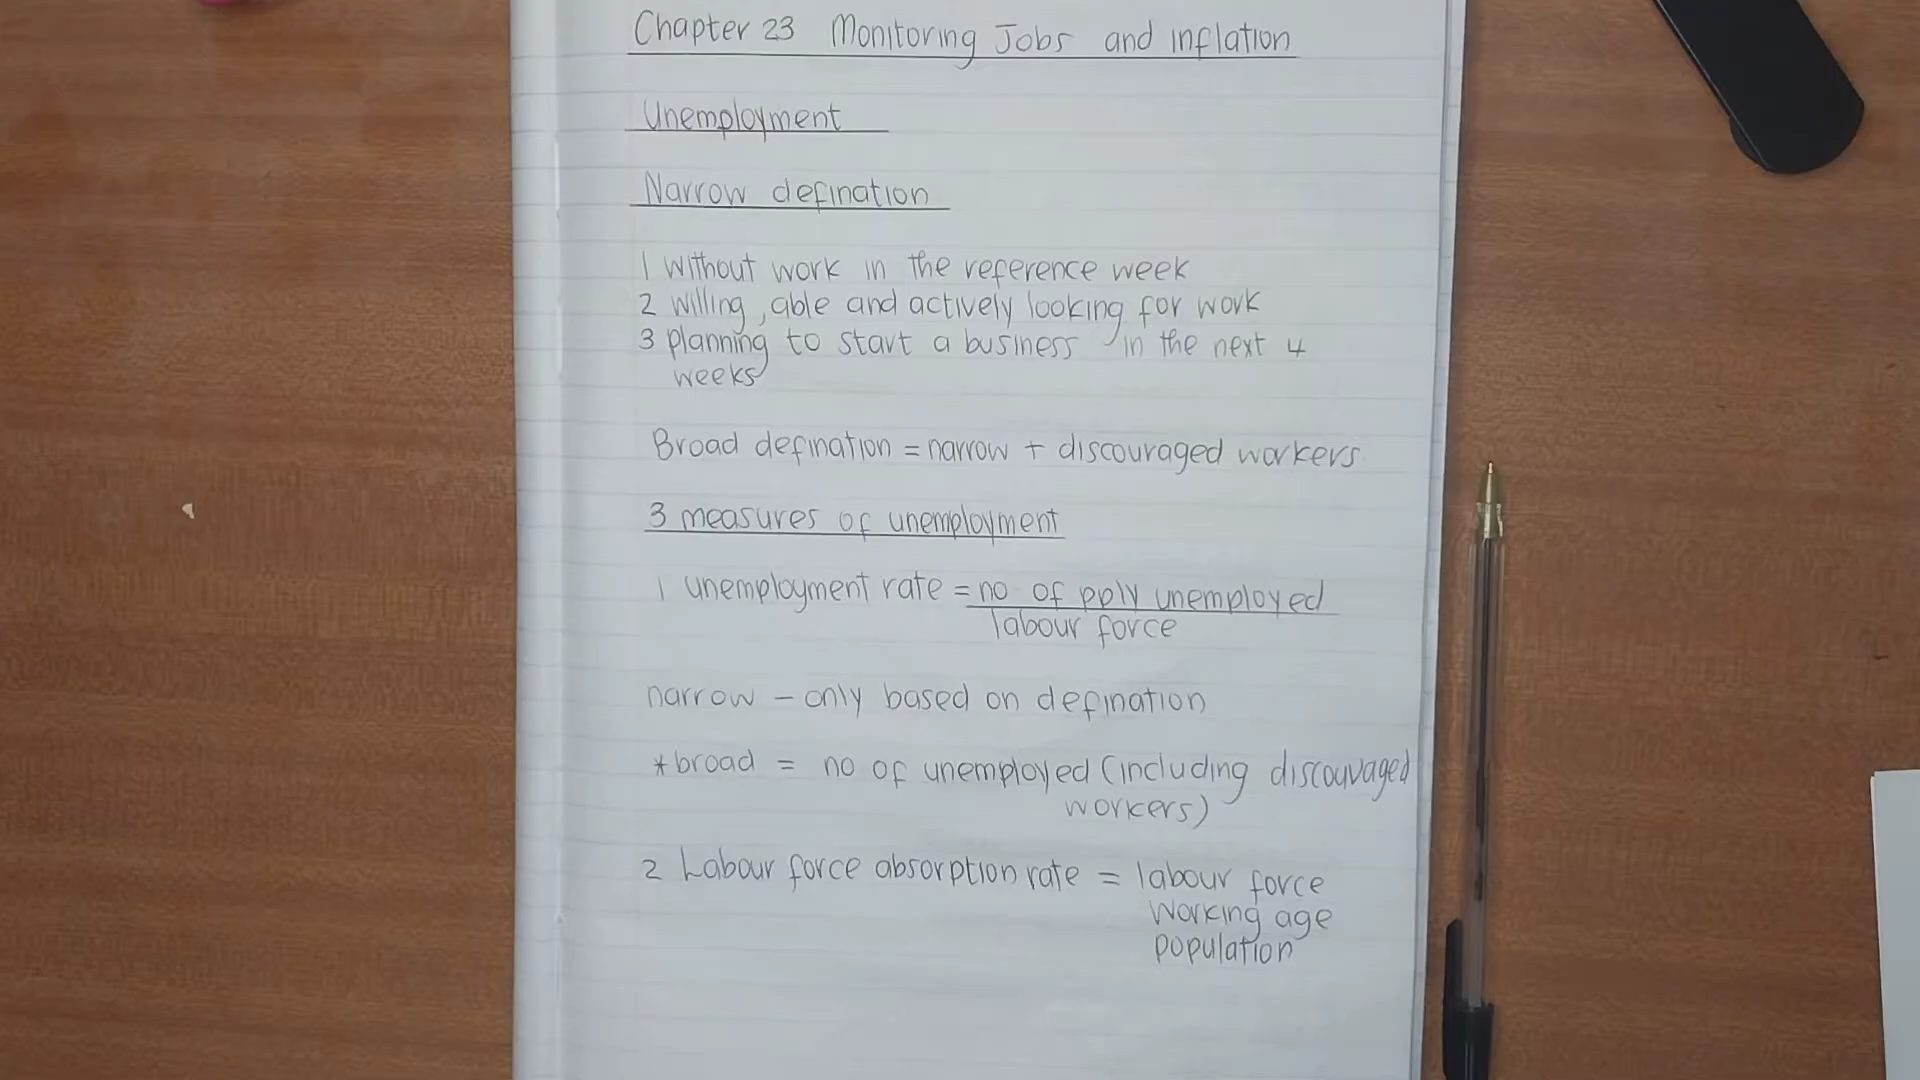 Chapter 23 Monitoring Jobs and inflation
Unemployment
Narrow defination
1 without work in the reference week
2 willing, able and actively looking for work
3 planning to start a business in the next 4
weeks
Broad defination = narrow + discouraged workers
3 measures of unemployment
1 unemployment rate = no of pply unemployed
labour force
narrow - only based on defination
*broad = no of unemployed (including discouraged
workers)
2 Labour force absorption rate = labour force
working age
population